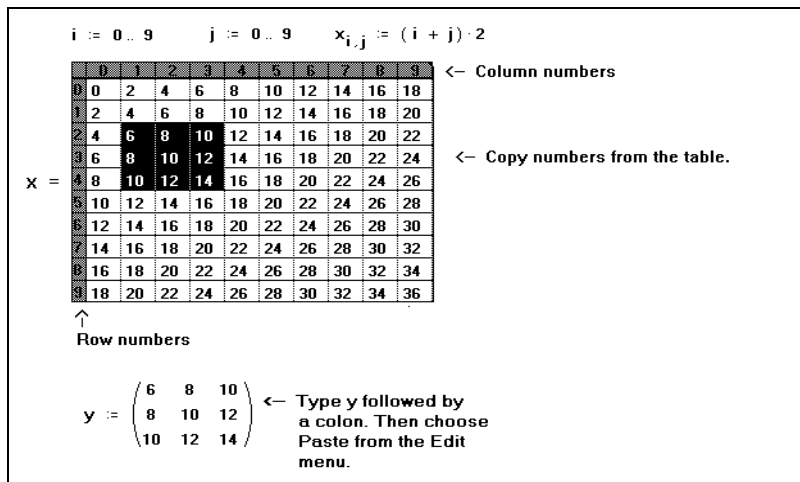 i := 0 .. 9 j := 0 .. 9 x i,j := ( i + j ) · 2
0 1 2 3 4 5 6 7 8 9 <– Column numbers
0 0 2 4 6 8 10 12 14 16 18
1 2 4 6 8 10 12 14 16 18 20
2 4 6 8 10 12 14 16 18 20 22
3 6 8 10 12 14 16 18 20 22 24 <– Copy numbers from the table.
x = 4 8 10 12 14 16 18 20 22 24 26
5 10 12 14 16 18 20 22 24 26 28
6 12 14 16 18 20 22 24 26 28 30
7 14 16 18 20 22 24 26 28 30 32
8 16 18 20 22 24 26 28 30 32 34
9 18 20 22 24 26 28 30 32 34 36
Row numbers
6 8 10
y := 8 10 12 <– Type y followed by
10 12 14 a colon. Then choose
Paste from the Edit
menu.